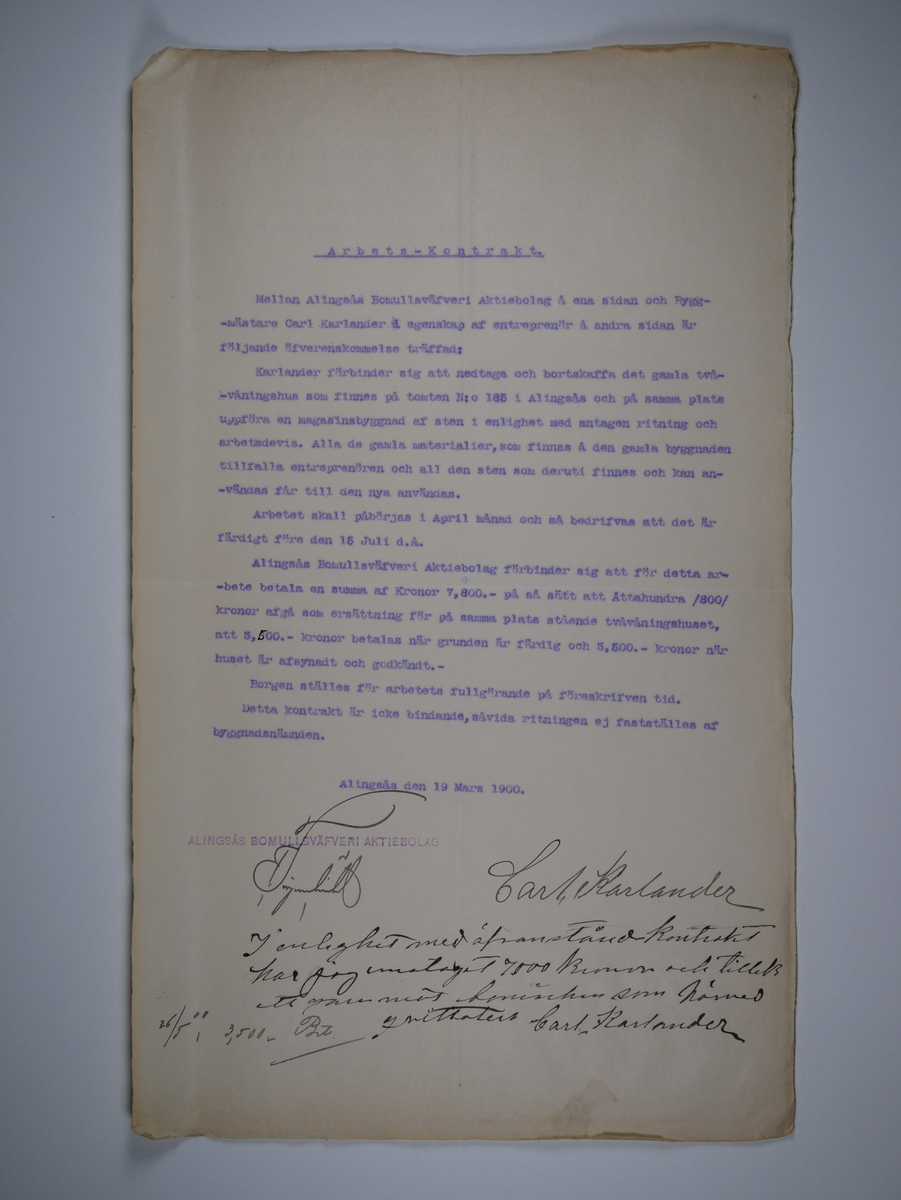 Arbets-Kontrakt.
Mellan Alingsås Bomullsväfveri Aktiebolag å ena sidan och Bygg-
-mästare Carl Karlander å egenskap af entreprenör å andra sidan är
följande öfverenskommelse träffad:
Karlander förbinder sig att nedtaga och bortskaffa det gamla två-
-våningshus som finnes på tomten N:o 185 i Alingsås och på samma plats
uppföra en magasinsbyggnad af sten i enlighet med antagen ritning och
arbetsdevis. Alla de gamla materialier,som finnas å den gamla byggnaden
tillfalla entreprenören och all den sten som deruti finnes och kan an-
-vändas får till den nya användas.
Arbetet skall påbörjas i April månad och så bedrifvas att det är
färdigt före den 15 Juli d.å.
Alingsås Bomullsväfveri Aktiebolag förbinder sig att för detta ar-
-bete betala en summa af Kronor 7,800.- på så sätt att Åttahundra /800/
kronor afgå som ersättning för på samma plats stående tvåvåningshuset,
att 3,500.- kronor betalas när grunden är färdig och 3,500.- kronor när
huset är afsynadt och godkändt.-
Borgen ställes för arbetets fullgörande på föreskrifven tid.
Detta kontrakt är icke bindande,såvida ritningen ej fastställes af
byggnadsnämnden.
Alingsås den 19 Mars 1900.
ALINGSÅS BOMULLSVÄFVERI AKTIEBOLAG
Carl, Karlander
I enlighet med åfranstånd kontrakt
har jag 7000 kronor och
som härmed
26/5 00 3,500.- qvitteras Carl, Karlander